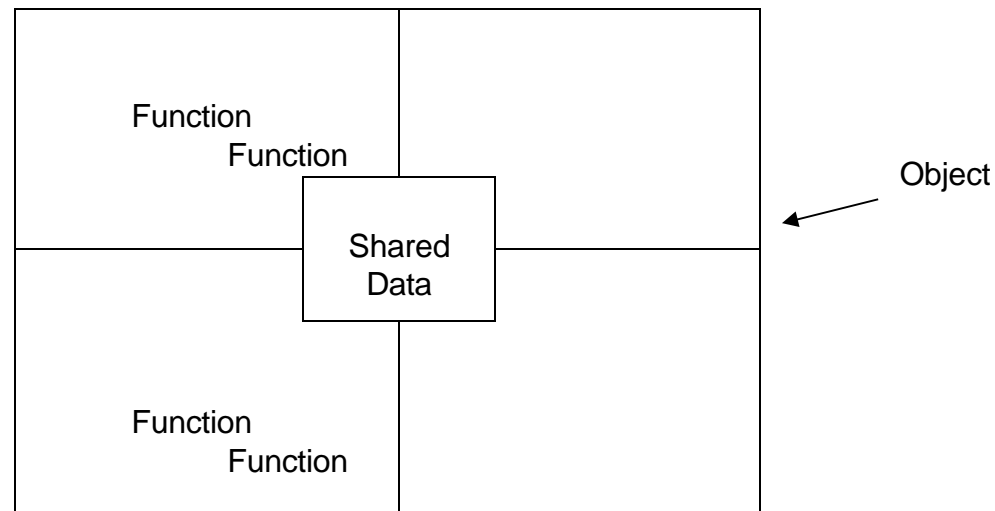 Function
Function
Object
Shared
Data
Function
Function